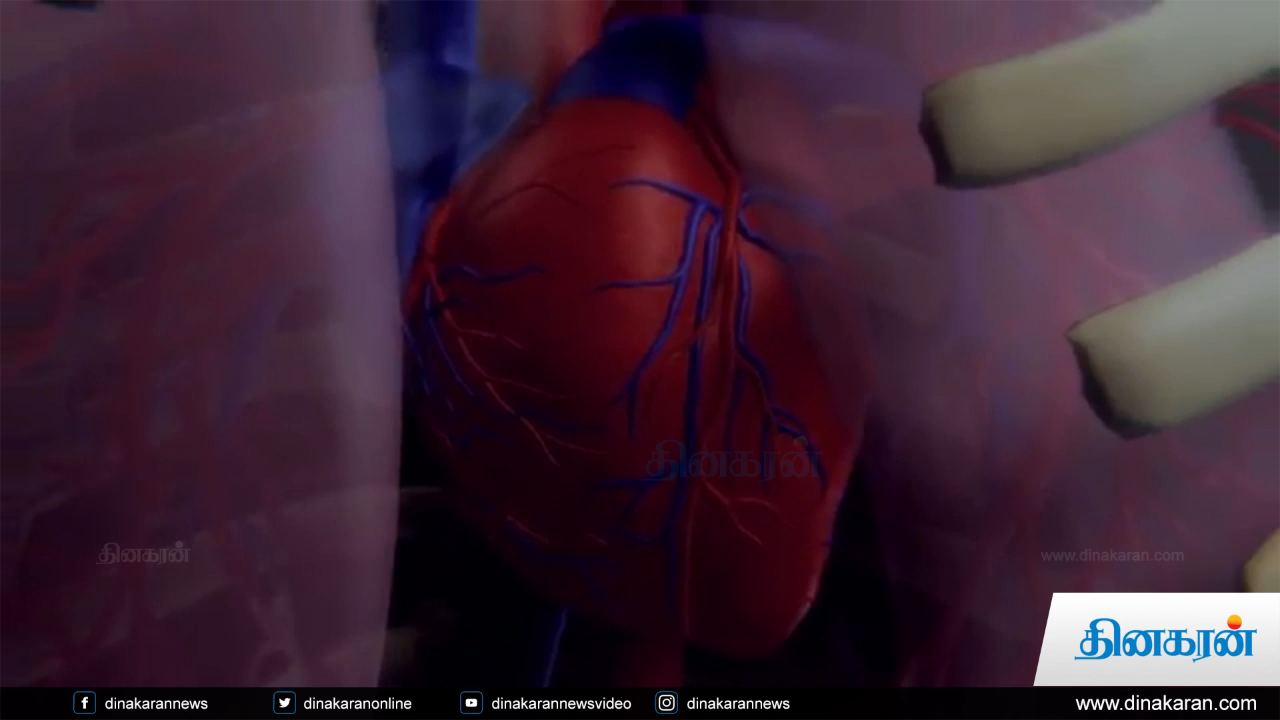 தினகரன்
தினகரன்
www.dinakaran.com
தினகரன்
dinakarannews
dinakaranonline
dinakarannewsvideo
dinakarannews
www.dinakaran.com